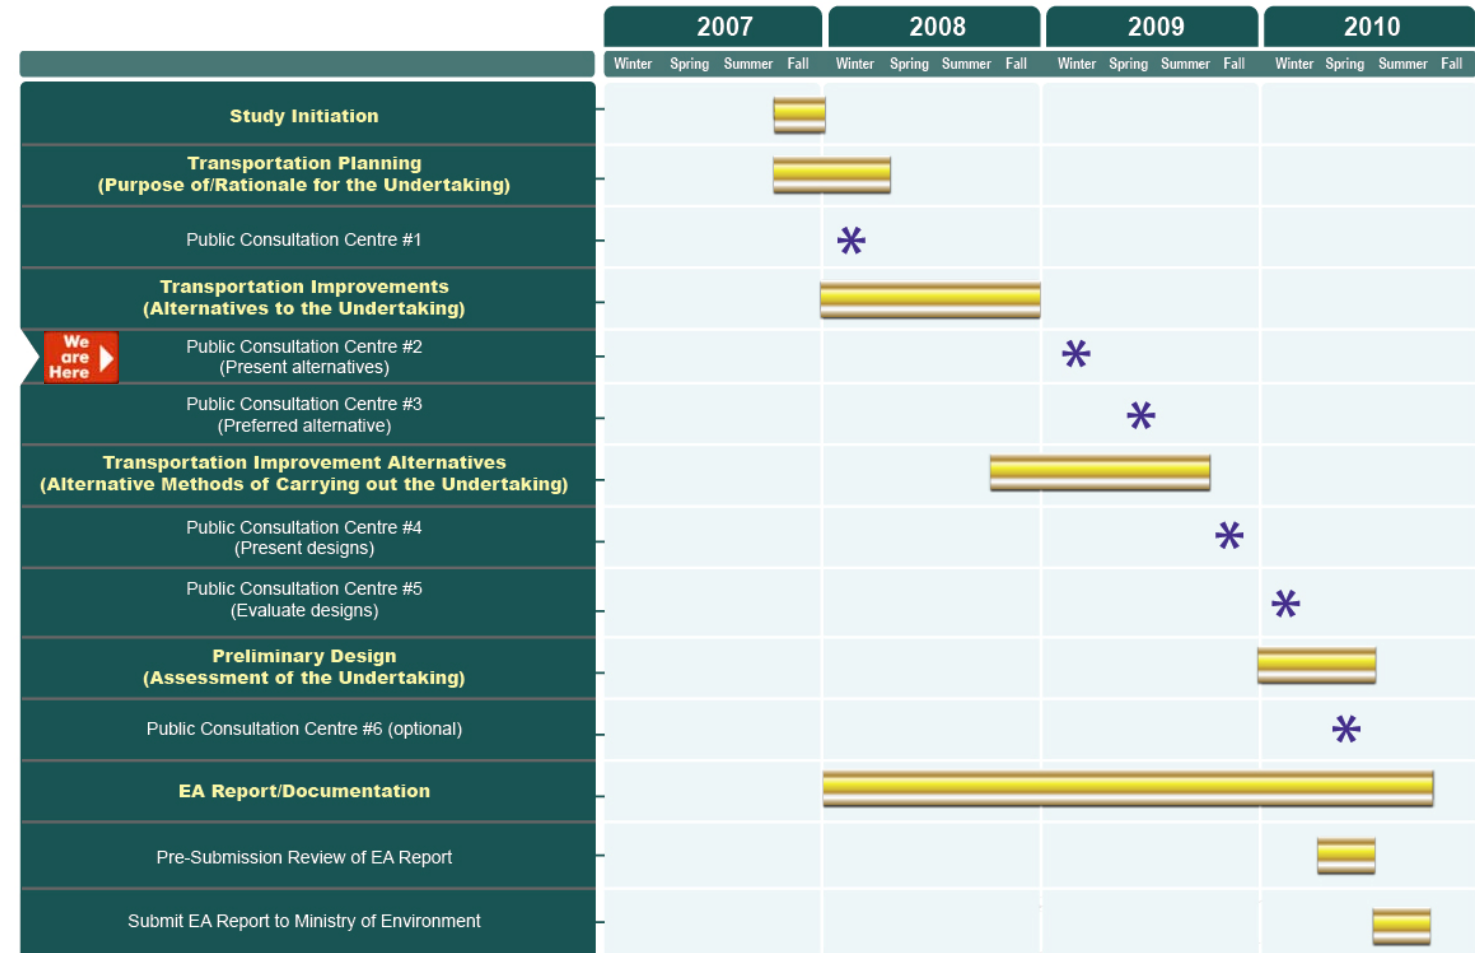 2007 2008 2009 2010
Winter Spring Summer Fall Winter Spring Summer Fall Winter Spring Summer Fall Winter Spring Summer Fall
Study Initiation
Transportation Planning
(Purpose of/Rationale for the Undertaking)
Public Consultation Centre #1
Transportation Improvements
(Alternatives to the Undertaking)
We
are
Here
Public Consultation Centre #2
(Present alternatives)
Public Consultation Centre #3
(Preferred alternative)
Transportation Improvement Alternatives
(Alternative Methods of Carrying out the Undertaking)
Public Consultation Centre #4
(Present designs)
Public Consultation Centre #5
(Evaluate designs)
Preliminary Design
(Assessment of the Undertaking)
Public Consultation Centre #6 (optional)
EA Report/Documentation
Pre-Submission Review of EA Report
Submit EA Report to Ministry of Environment